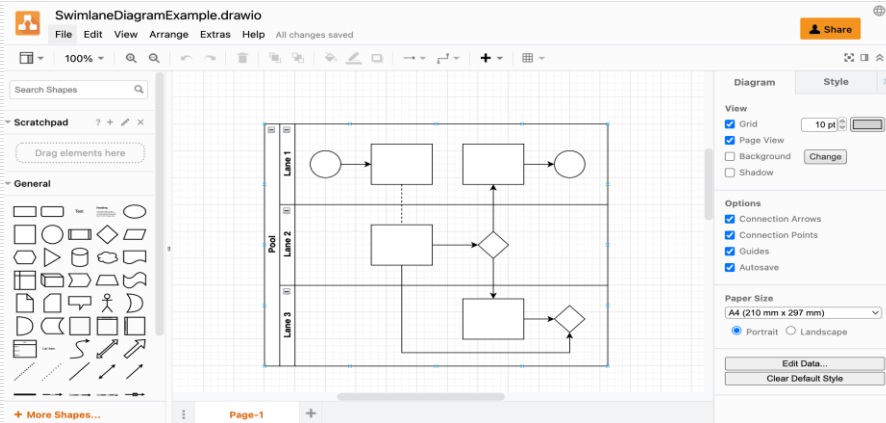 SwimlaneDiagramExample.drawio
File Edit View Arrange Extras Help All changes saved
Share
100%
Search Shapes
Scratchpad ? + ×
Drag elements here
General
Text Heading
+ More Shapes...
Pool
Lane 1
Lane 2
Lane 3
Page-1 +
Diagram Style
View
Grid 10 pt
Page View
Background Change
Shadow
Options
Connection Arrows
Connection Points
Guides
Autosave
Paper Size
A4 (210 mm x 297 mm)
Portrait Landscape
Edit Data...
Clear Default Style